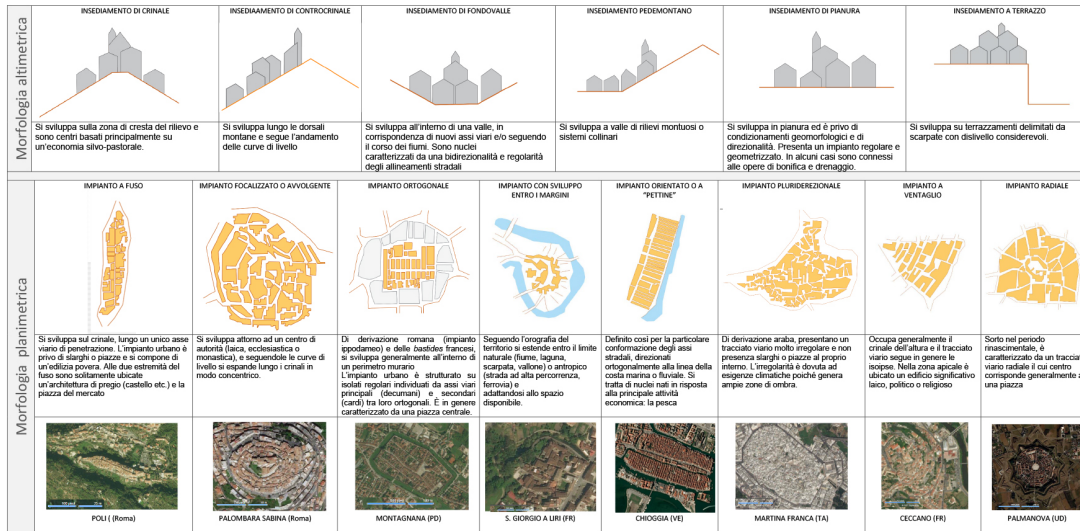 Morfologia altimetrica
INSEDIAMENTO DI CRINALE
Si sviluppa sulla zona di cresta del rilievo e
sono centri basati principalmente su
un'economia silvo-pastorale.
INSEDIAAMENTO DI CONTROCRINALE
Si sviluppa lungo le dorsali
montane e segue l'andamento
delle curve di livello
INSEDIAMENTO DI FONDOVALLE
Si sviluppa all'interno di una valle, in
corrispondenza di nuovi assi viari e/o seguendo
il corso dei fiumi. Sono nuclei
caratterizzati da una bidirezionalità e regolarità
degli allineamenti stradali
INSEDIAMENTO PEDEMONTANO
Si sviluppa a valle di rilievi montuosi o
sistemi collinari
INSEDIAMENTO DI PIANURA
Si sviluppa in pianura ed è privo di
condizionamenti geomorfologici e di
direzionalità. Presenta un impianto regolare e
geometrizzato. In alcuni casi sono connessi
alle opere di bonifica e drenaggio.
INSEDIAMENTO A TERRAZZO
Si sviluppa su terrazzamenti delimitati da
scarpate con dislivello considerevoli.
Morfologia planimetrica
IMPIANTO A FUSO
Si sviluppa sul crinale, lungo un unico asse
viario di penetrazione. L'impianto urbano è
privo di slarghi o piazze e si compone di
un'edilizia povera. Alle due estremità del
fuso sono solitamente ubicate
un'architettura di pregio (castello etc.) e la
piazza del mercato
POLI ( (Roma)
IMPIANTO FOCALIZZATO O AVVOLGENTE
Si sviluppa attorno ad un centro di
autorità (laica, ecclesiastica o
monastica), e seguendole le curve di
livello si espande lungo i crinali in
modo concentrico.
PALOMBARA SABINA (Roma)
IMPIANTO ORTOGONALE
Di derivazione romana (impianto
ippodameo) e delle bastides francesi,
si sviluppa generalmente all'interno di
un perimetro murario
L'impianto urbano è strutturato su
isolati regolari individuati da assi viari
principali (decumani) e secondari
(cardi) tra loro ortogonali. È in genere
caratterizzato da una piazza centrale.
MONTAGNANA (PD)
IMPIANTO CON SVILUPPO
ENTRO I MARGINI
Seguendo l'orografia del
territorio si estende entro il limite
naturale (fiume, laguna,
scarpata, vallone) o antropico
(strada ad alta percorrenza,
ferrovia) e
adattandosi allo spazio
disponibile.
S. GIORGIO A LIRI (FR)
IMPIANTO ORIENTATO O A
"PETTINE"
Definito così per la particolare
conformazione degli assi
stradali, direzionati
ortogonalmente alla linea della
costa marina o fluviale. Si
tratta di nuclei nati in risposta
alla principale attività
economica: la pesca
CHIOGGIA (VE)
IMPIANTO PLURIDEREZIONALE
Di derivazione araba, presentano un
tracciato viario molto irregolare e non
presenza slarghi o piazze al proprio
interno. L'irregolarità è dovuta ad
esigenze climatiche poiché genera
ampie zone di ombra.
MARTINA FRANCA (TA)
IMPIANTO A
VENTAGLIO
Occupa generalmente il
crinale dell'altura e il tracciato
viario segue in genere le
isoipse. Nella zona apicale è
ubicato un edificio significativo
laico, politico o religioso
CECCANO (FR)
IMPIANTO RADIALE
Sorto nel periodo
rinascimentale, è
caratterizzato da un tracciato
viario radiale il cui centro
corrisponde generalmente a
una piazza
PALMANOVA (UD)